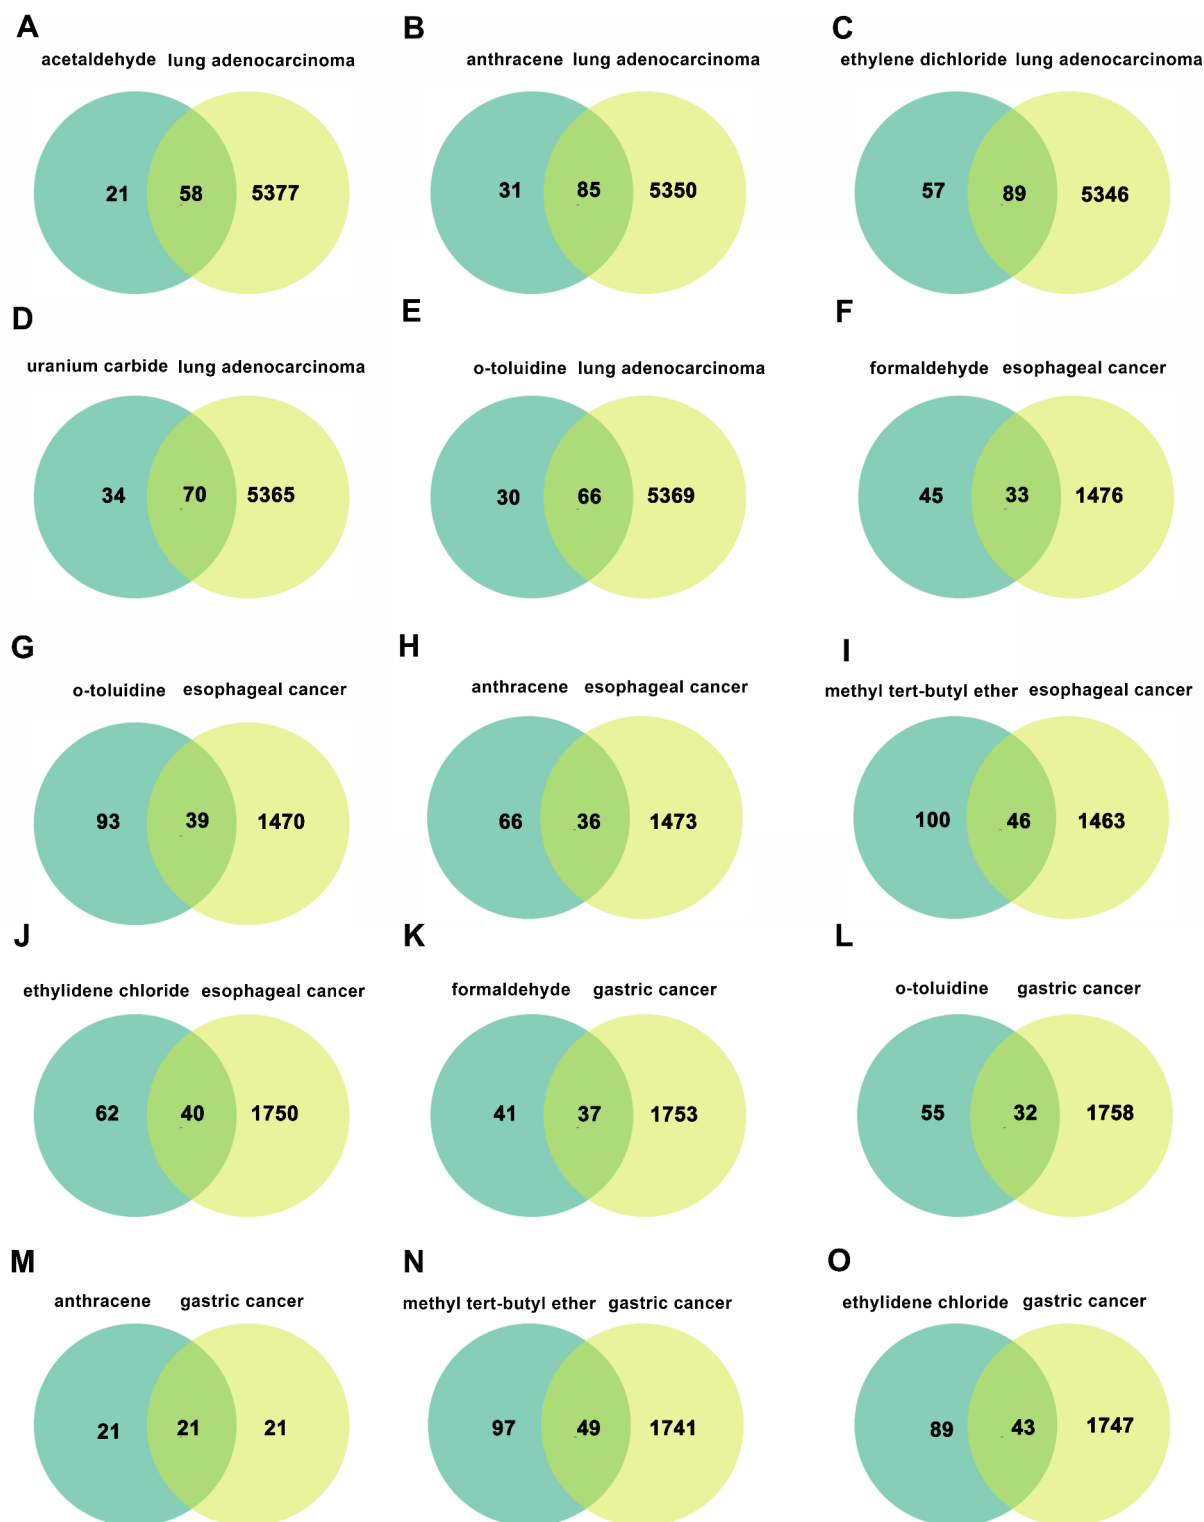 A
acetaldehyde lung adenocarcinoma
21 58 5377
B
anthracene lung adenocarcinoma
31 85 5350
C
ethylene dichloride lung adenocarcinoma
57 89 5346
D
uranium carbide lung adenocarcinoma
34 70 5365
E
o-toluidine lung adenocarcinoma
30 66 5369
F
formaldehyde esophageal cancer
45 33 1476
G
o-toluidine esophageal cancer
93 39 1470
H
anthracene esophageal cancer
66 36 1473
I
methyl tert-butyl ether esophageal cancer
100 46 1463
J
ethylidene chloride esophageal cancer
62 40 1750
K
formaldehyde gastric cancer
41 37 1753
L
o-toluidine gastric cancer
55 32 1758
M
anthracene gastric cancer
21 21 21
N
methyl tert-butyl ether gastric cancer
97 49 1741
O
ethylidene chloride gastric cancer
89 43 1747